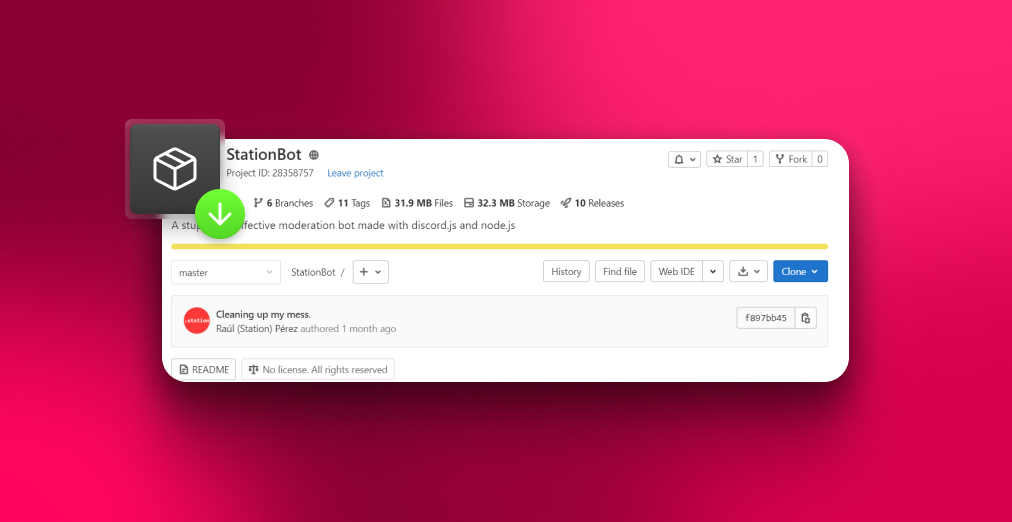 StationBot
Project ID: 28358757 Leave project
Star 1 Fork 0
6 Branches 11 Tags 31.9 MB Files 32.3 MB Storage 10 Releases
A ffective moderation bot made with discord.js and node.js
master StationBot / + History Find file Web IDE Clone
.station
Cleaning up my mess.
Raúl (Station) Pérez authored 1 month ago
f897bb45
README No license. All rights reserved